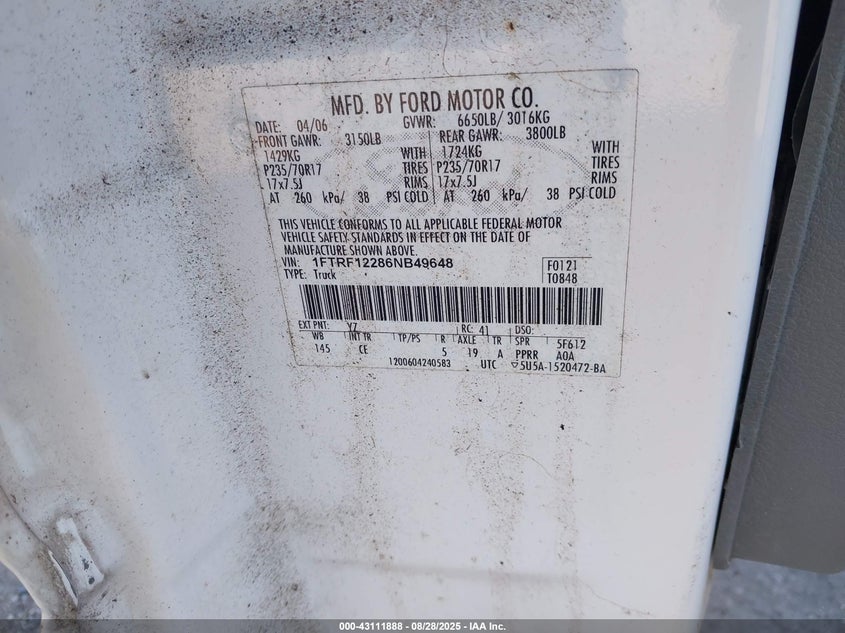 MFD. BY FORD MOTOR CO.
DATE: 04/06 GVWR: 6650LB/ 3016KG
FRONT GAWR: 3150LB REAR GAWR: 3800LB
1429KG WITH 1724KG WITH
P235/70R17 TIRES P235/70R17 TIRES
17x7.5J RIMS 17x7.5J RIMS
AT 260 kPa/ 38 PSI COLD AT 260 kPa/ 38 PSI COLD
THIS VEHICLE CONFORMS TO ALL APPLICABLE FEDERAL MOTOR
VEHICLE SAFETY STANDARDS IN EFFECT ON THE DATE OF
MANUFACTURE SHOWN ABOVE.
VIN: 1FTRF12286NB49648 F0121
TYPE: Truck T0848
EXT PNT: YZ RC: 41 DSO:
WB INT TR TP/PS R AXLE TR SPR 5F612
145 CE 5 19 A PPRR A0A
1200604240583 UTC ▽5U5A-1520472-BA
000-43111888 | 08/28/2025 | IAA Inc.